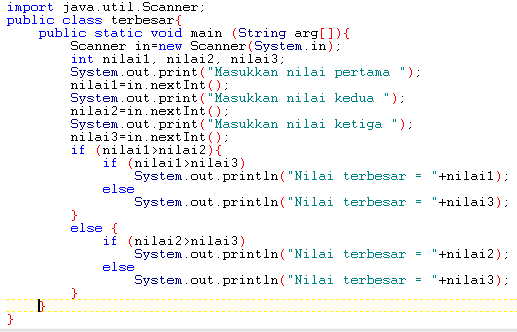 import java.util.Scanner;
public class terbesar{
    public static void main (String arg[]){
        Scanner in=new Scanner(System.in);
        int nilai1, nilai2, nilai3;
        System.out.print("Masukkan nilai pertama ");
        nilai1=in.nextInt();
        System.out.print("Masukkan nilai kedua ");
        nilai2=in.nextInt();
        System.out.print("Masukkan nilai ketiga ");
        nilai3=in.nextInt();
        if (nilai1>nilai2){
            if (nilai1>nilai3)
                System.out.println("Nilai terbesar = "+nilai1);
            else
                System.out.println("Nilai terbesar = "+nilai3);
        }
        else {
            if (nilai2>nilai3)
                System.out.println("Nilai terbesar = "+nilai2);
            else
                System.out.println("Nilai terbesar = "+nilai3);
        }
    }
}